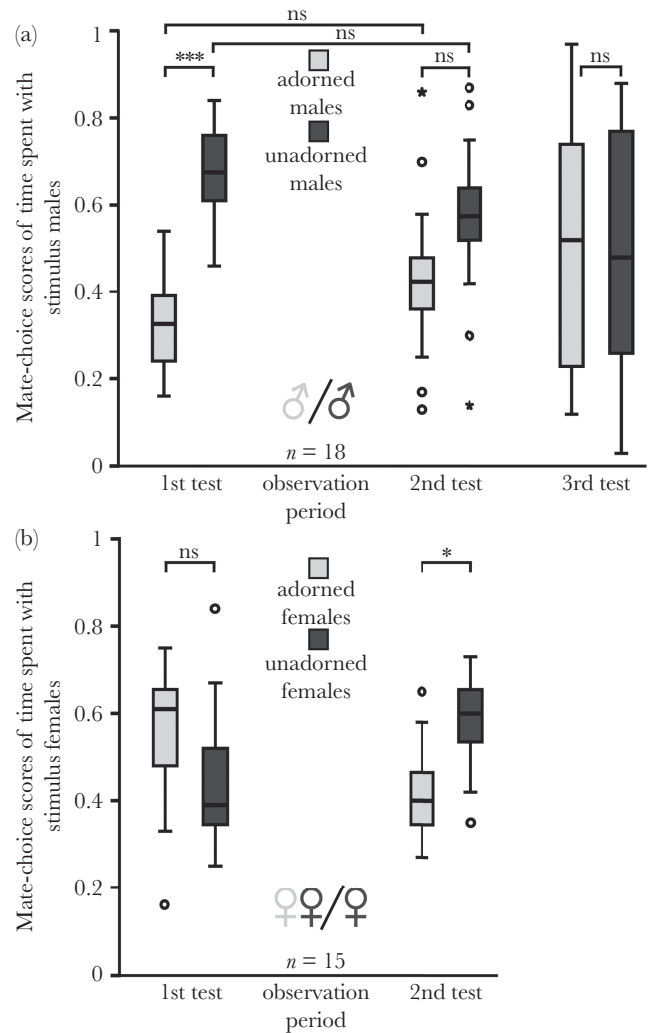 (a)
Mate-choice scores of time spent with
stimulus males
1
0.8
0.6
0.4
0.2
0
ns
ns
***
ns
ns
adorned
males
unadorned
males
♂/♂
n = 18
1st test
observation
period
2nd test
3rd test
(b)
Mate-choice scores of time spent with
stimulus females
1
0.8
0.6
0.4
0.2
0
ns
*
adorned
females
unadorned
females
♀♀/♀
n = 15
1st test
observation
period
2nd test